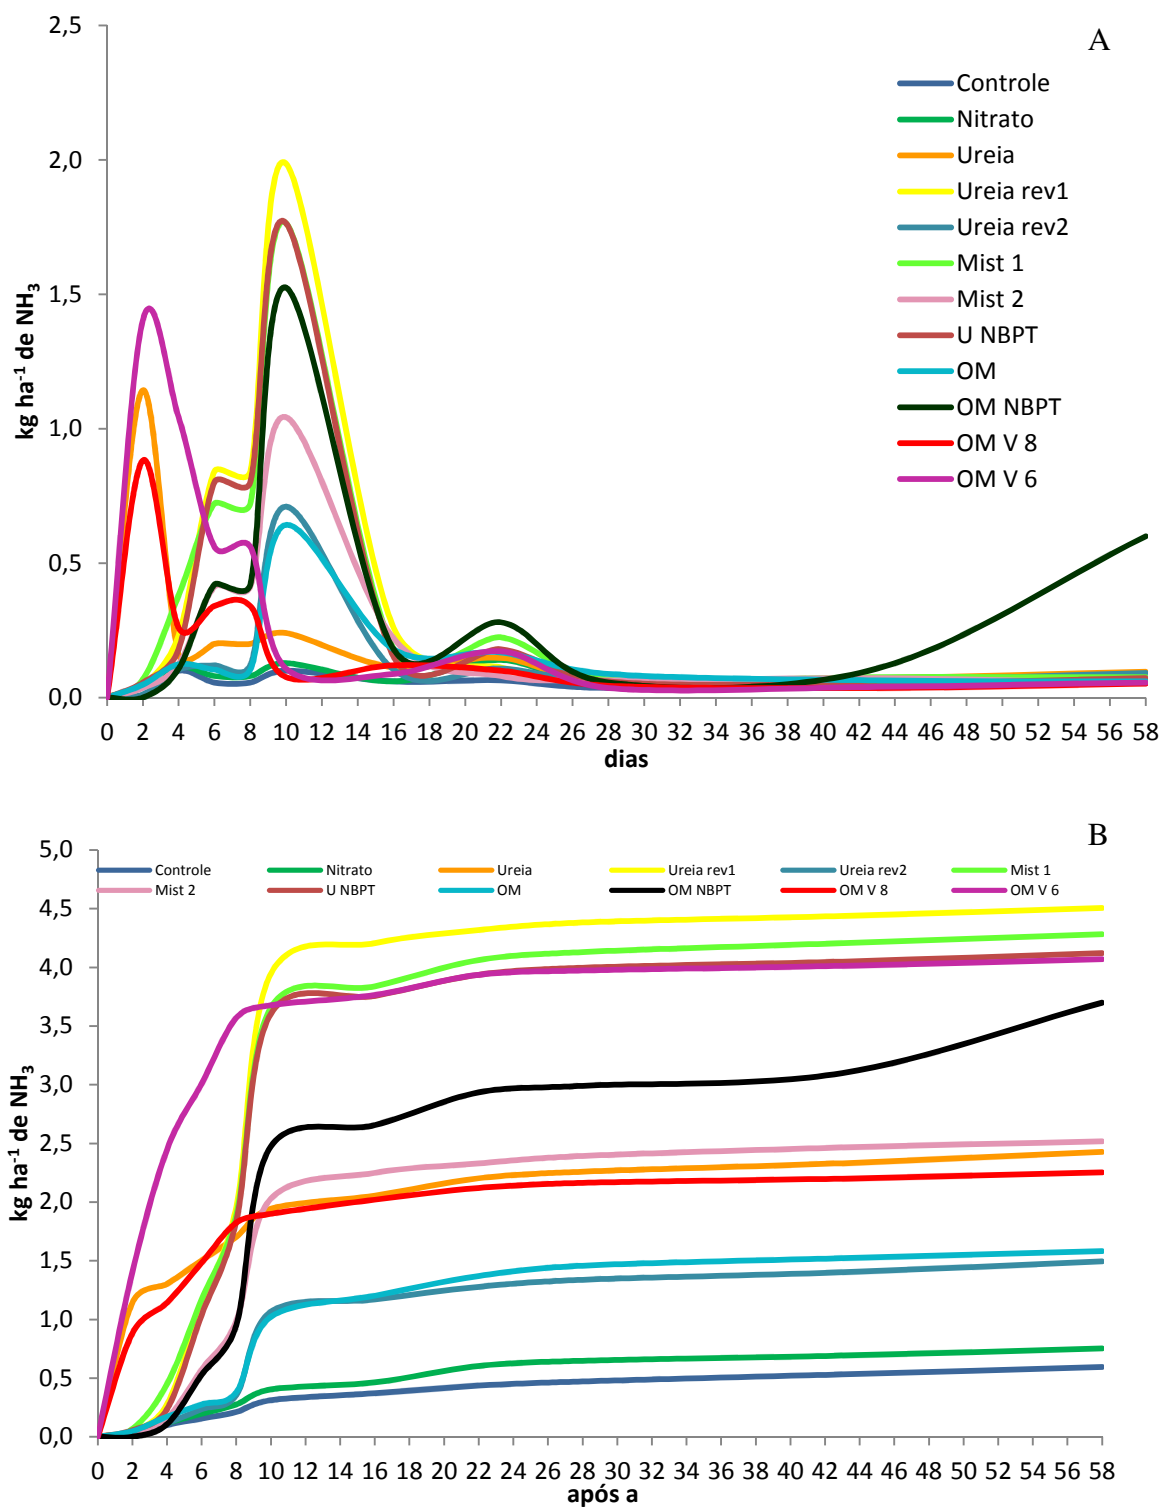 A
2,5
2,0
1,5
1,0
0,5
0,0
kg ha⁻¹ de NH₃
Controle
Nitrato
Ureia
Ureia rev1
Ureia rev2
Mist 1
Mist 2
U NBPT
OM
OM NBPT
OM V 8
OM V 6
0 2 4 6 8 10 12 14 16 18 20 22 24 26 28 30 32 34 36 38 40 42 44 46 48 50 52 54 56 58
dias
B
5,0
4,5
4,0
3,5
3,0
2,5
2,0
1,5
1,0
0,5
0,0
kg ha⁻¹ de NH₃
Controle Nitrato Ureia Ureia rev1 Ureia rev2 Mist 1
Mist 2 U NBPT OM OM NBPT OM V 8 OM V 6
0 2 4 6 8 10 12 14 16 18 20 22 24 26 28 30 32 34 36 38 40 42 44 46 48 50 52 54 56 58
após a